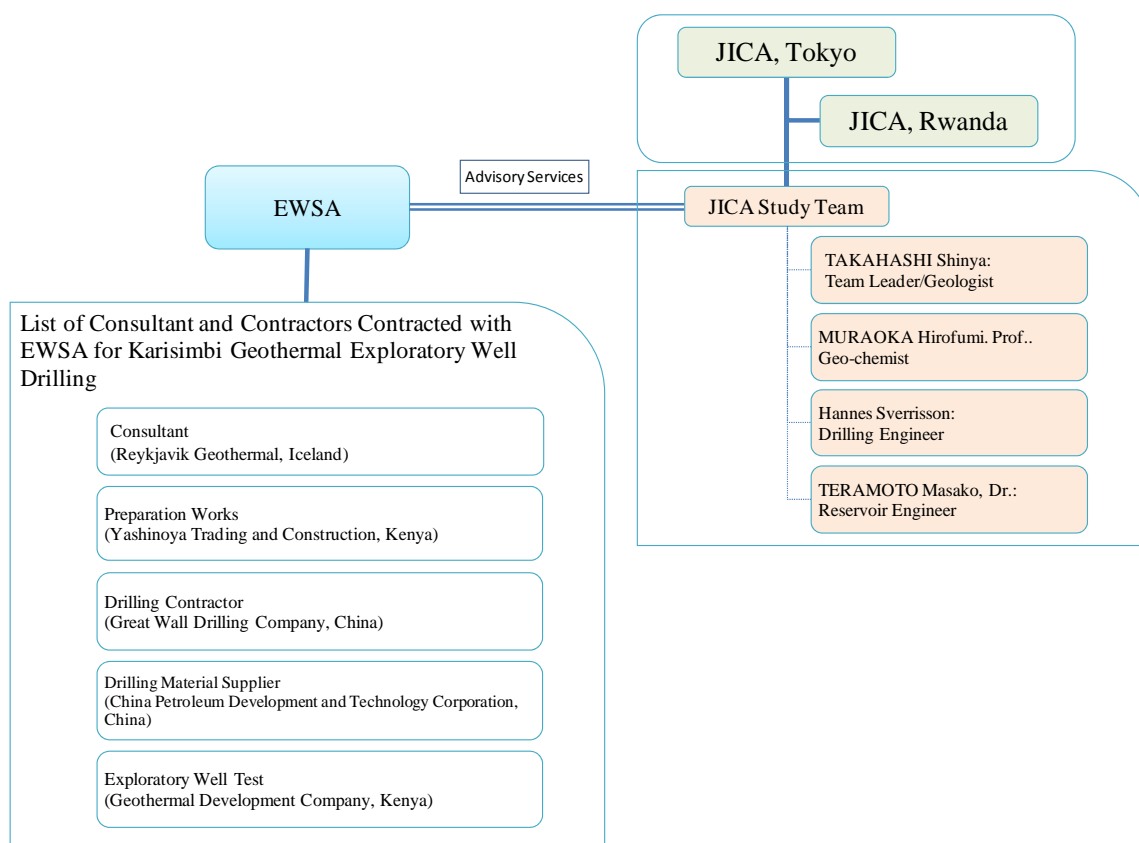 JICA, Tokyo
JICA, Rwanda
Advisory Services
EWSA
JICA Study Team
TAKAHASHI Shinya:
Team Leader/Geologist
MURAOKA Hirofumi. Prof..
Geo-chemist
Hannes Sverrisson:
Drilling Engineer
TERAMOTO Masako, Dr.:
Reservoir Engineer
List of Consultant and Contractors Contracted with
EWSA for Karisimbi Geothermal Exploratory Well
Drilling
Consultant
(Reykjavik Geothermal, Iceland)
Preparation Works
(Yashinoya Trading and Construction, Kenya)
Drilling Contractor
(Great Wall Drilling Company, China)
Drilling Material Supplier
(China Petroleum Development and Technology Corporation,
China)
Exploratory Well Test
(Geothermal Development Company, Kenya)